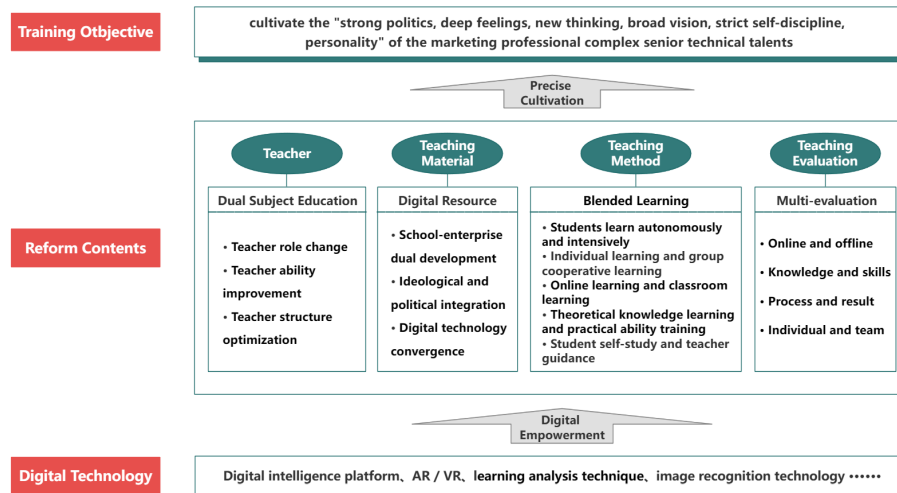 Training Otbjective
cultivate the "strong politics, deep feelings, new thinking, broad vision, strict self-discipline,
personality" of the marketing professional complex senior technical talents
Precise
Cultivation
Reform Contents
Teacher
Dual Subject Education
• Teacher role change
• Teacher ability
improvement
• Teacher structure
optimization
Teaching
Material
Digital Resource
• School-enterprise
dual development
• Ideological and
political integration
• Digital technology
convergence
Teaching
Method
Blended Learning
• Students learn autonomously
and intensively
• Individual learning and group
cooperative learning
• Online learning and classroom
learning
• Theoretical knowledge learning
and practical ability training
• Student self-study and teacher
guidance
Teaching
Evaluation
Multi-evaluation
• Online and offline
• Knowledge and skills
• Process and result
• Individual and team
Digital
Empowerment
Digital Technology
Digital intelligence platform、AR / VR、learning analysis technique、image recognition technology ••••••